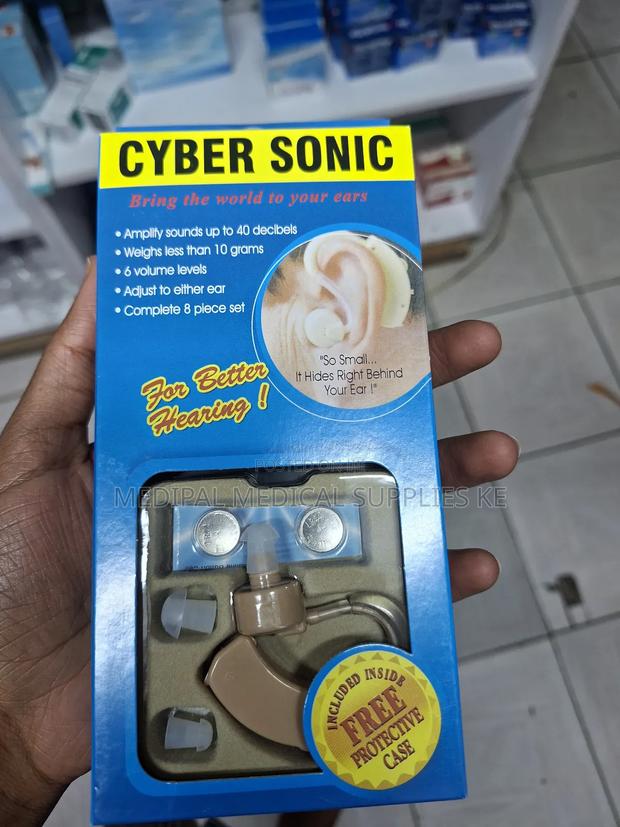 CYBER SONIC
Bring the world to your ears
• Amplify sounds up to 40 decibels
• Weighs less than 10 grams
• 6 volume levels
• Adjust to either ear
• Complete 8 piece set
"So Small...
It Hides Right Behind
Your Ear !"
For Better
Hearing !
POSTED ON
MEDIPAL MEDICAL SUPPLIES KE
INCLUDED INSIDE
FREE
PROTECTIVE
CASE